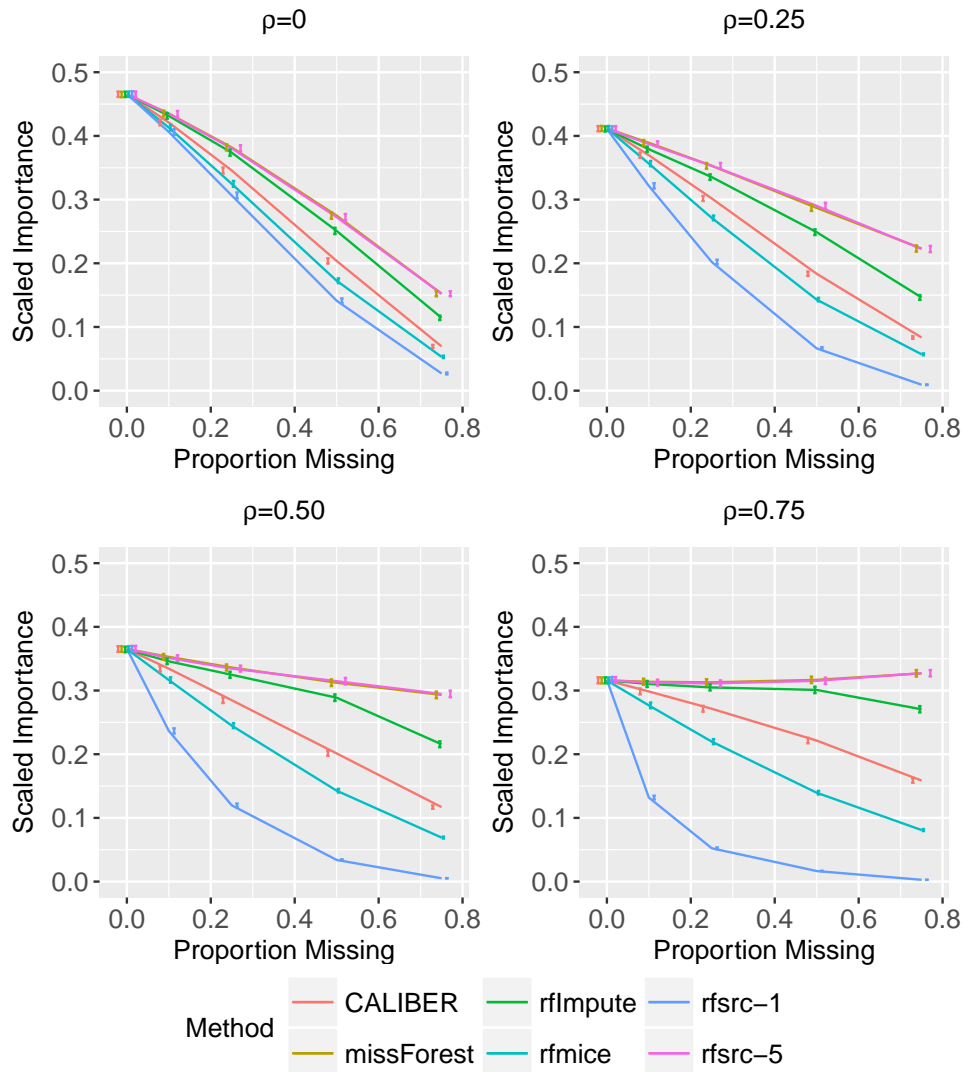 ρ=0
ρ=0.25
0.5
0.4
0.3
0.2
0.1
0.0
Scaled Importance
0.0 0.2 0.4 0.6 0.8
Proportion Missing
0.5
0.4
0.3
0.2
0.1
0.0
Scaled Importance
0.0 0.2 0.4 0.6 0.8
Proportion Missing
ρ=0.50
ρ=0.75
0.5
0.4
0.3
0.2
0.1
0.0
Scaled Importance
0.0 0.2 0.4 0.6 0.8
Proportion Missing
0.5
0.4
0.3
0.2
0.1
0.0
Scaled Importance
0.0 0.2 0.4 0.6 0.8
Proportion Missing
Method
CALIBER
rfImpute
rfsrc−1
missForest
rfmice
rfsrc−5